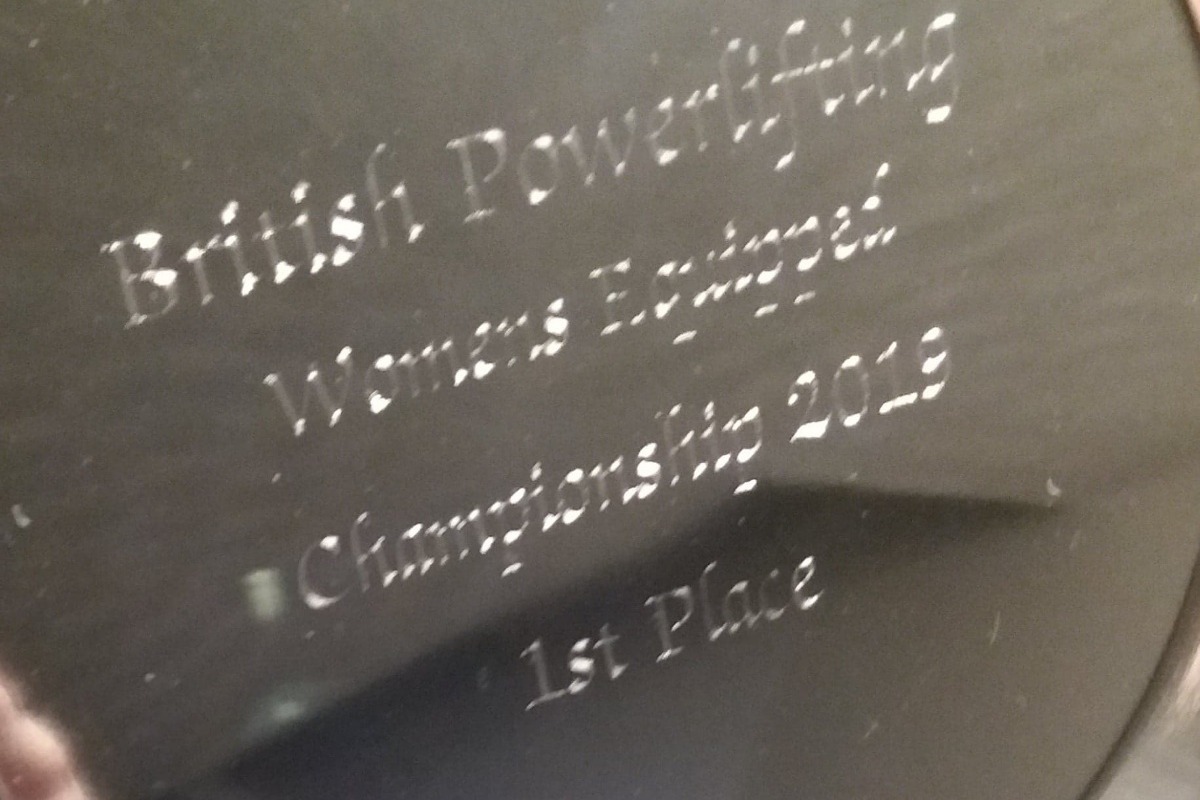 British Powerlifting
Womens Equipped
Championship 2019
1st Place